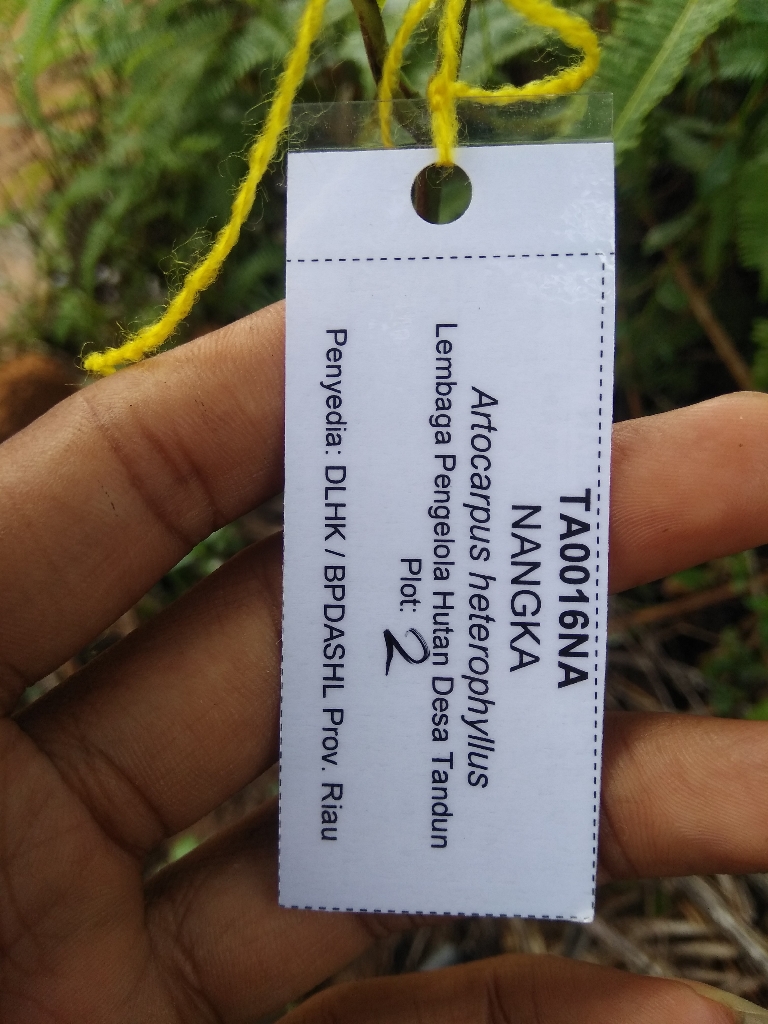 TA0016NA
NANGKA
Artocarpus heterophyllus
Lembaga Pengelola Hutan Desa Tandun
Plot: 2
Penyedia: DLHK / BPDASHL Prov. Riau